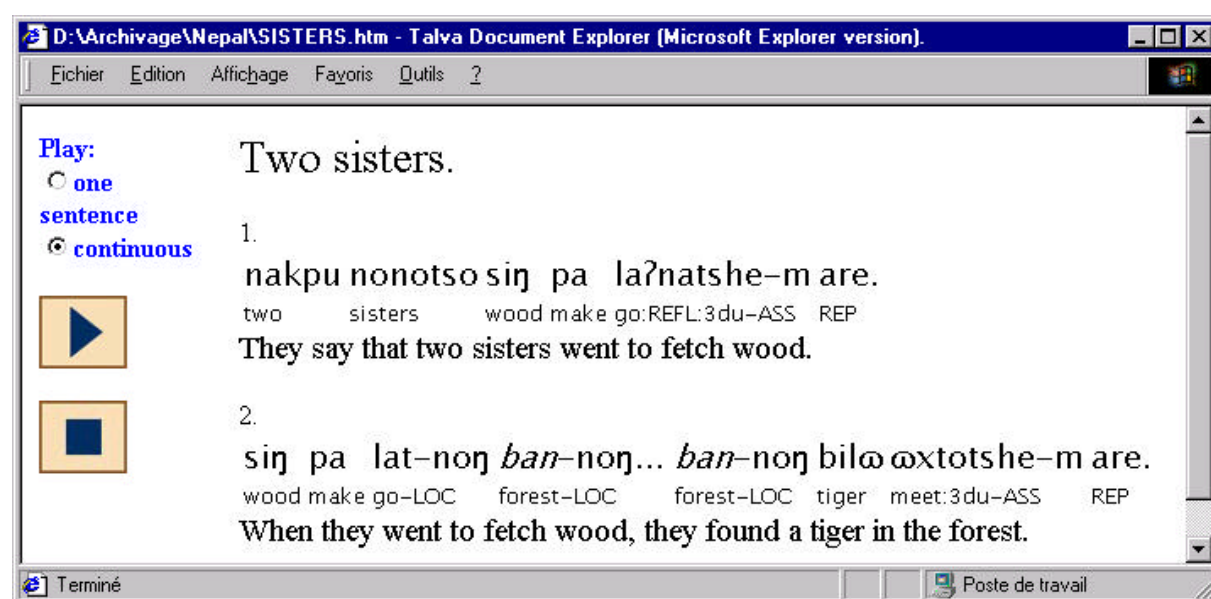 D:\Archivage\Nepal\SISTERS.htm - Talva Document Explorer (Microsoft Explorer version).
Fichier Edition Affichage Favoris Outils ?
Play:
one
sentence
continuous
Two sisters.
1.
nakpu nonotso siŋ pa laʔnatshe–m are.
two sisters wood make go:REFL:3du–ASS REP
They say that two sisters went to fetch wood.
2.
siŋ pa lat–noŋ ban–noŋ... ban–noŋ bilɷ ɷxtotshe–m are.
wood make go–LOC forest–LOC forest–LOC tiger meet:3du–ASS REP
When they went to fetch wood, they found a tiger in the forest.
Terminé Poste de travail